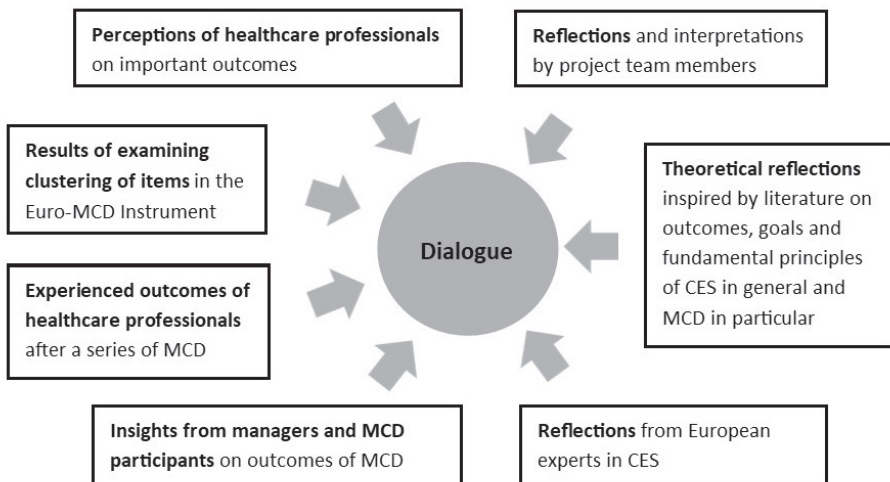 Perceptions of healthcare professionals
on important outcomes
Reflections and interpretations
by project team members
Results of examining
clustering of items in the
Euro-MCD Instrument
Theoretical reflections
inspired by literature on
outcomes, goals and
fundamental principles
of CES in general and
MCD in particular
Dialogue
Experienced outcomes of
healthcare professionals
after a series of MCD
Insights from managers and MCD
participants on outcomes of MCD
Reflections from European
experts in CES